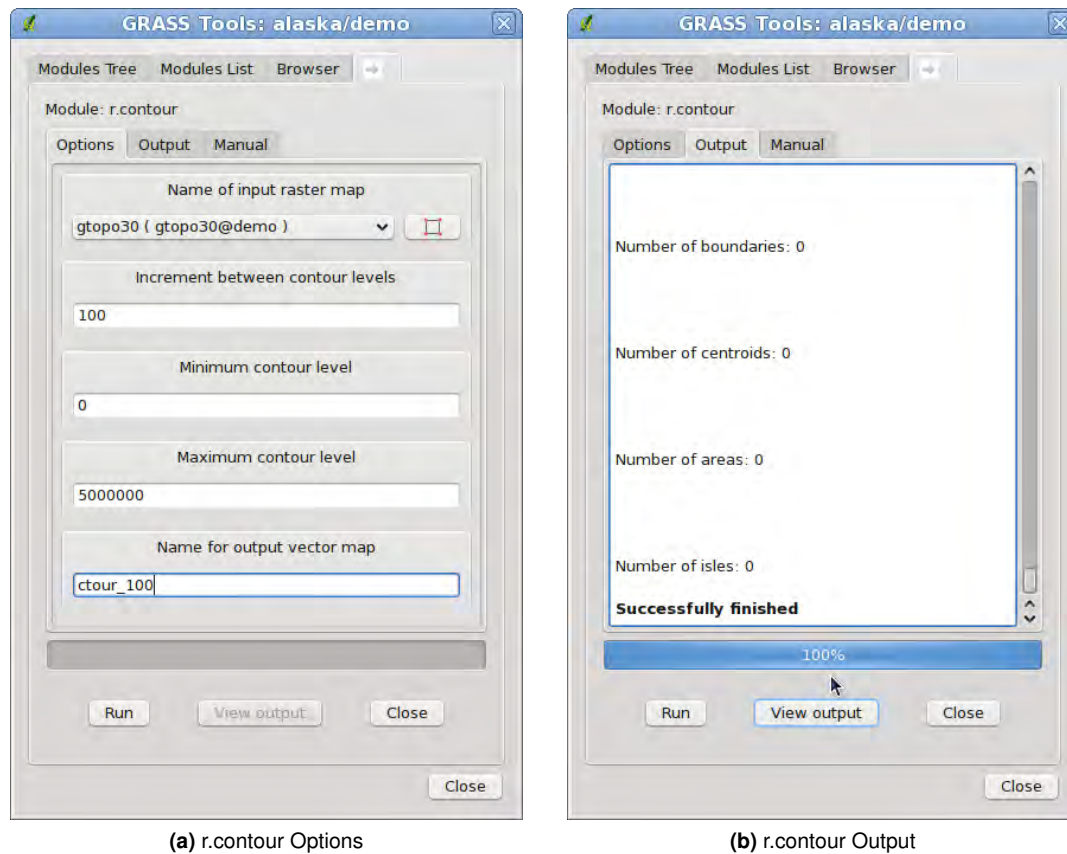 GRASS Tools: alaska/demo
Modules Tree Modules List Browser
Module: r.contour
Options Output Manual
Name of input raster map
gtopo30 ( gtopo30@demo )
Increment between contour levels
100
Minimum contour level
0
Maximum contour level
5000000
Name for output vector map
ctour_100
Run View output Close
Close
(a) r.contour Options
GRASS Tools: alaska/demo
Modules Tree Modules List Browser
Module: r.contour
Options Output Manual
Number of boundaries: 0
Number of centroids: 0
Number of areas: 0
Number of isles: 0
Successfully finished
100%
Run View output Close
Close
(b) r.contour Output